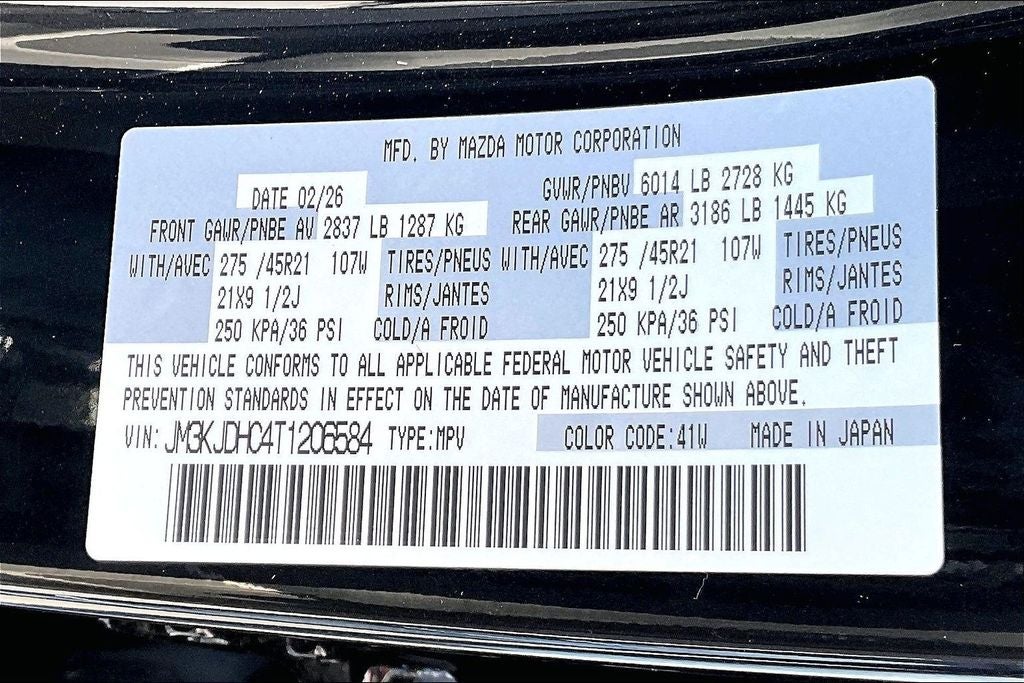 MFD. BY MAZDA MOTOR CORPORATION
DATE 02/26 GVWR/PNBV 6014 LB 2728 KG
FRONT GAWR/PNBE AV 2837 LB 1287 KG REAR GAWR/PNBE AR 3186 LB 1445 KG
WITH/AVEC 275 /45R21 107W TIRES/PNEUS WITH/AVEC 275 /45R21 107W TIRES/PNEUS
21X9 1/2J RIMS/JANTES 21X9 1/2J RIMS/JANTES
250 KPA/36 PSI COLD/A FROID 250 KPA/36 PSI COLD/A FROID
THIS VEHICLE CONFORMS TO ALL APPLICABLE FEDERAL MOTOR VEHICLE SAFETY AND THEFT
PREVENTION STANDARDS IN EFFECT ON THE DATE OF MANUFACTURE SHOWN ABOVE.
VIN: JM3KJDHC4T1206584 TYPE:MPV COLOR CODE:41W MADE IN JAPAN